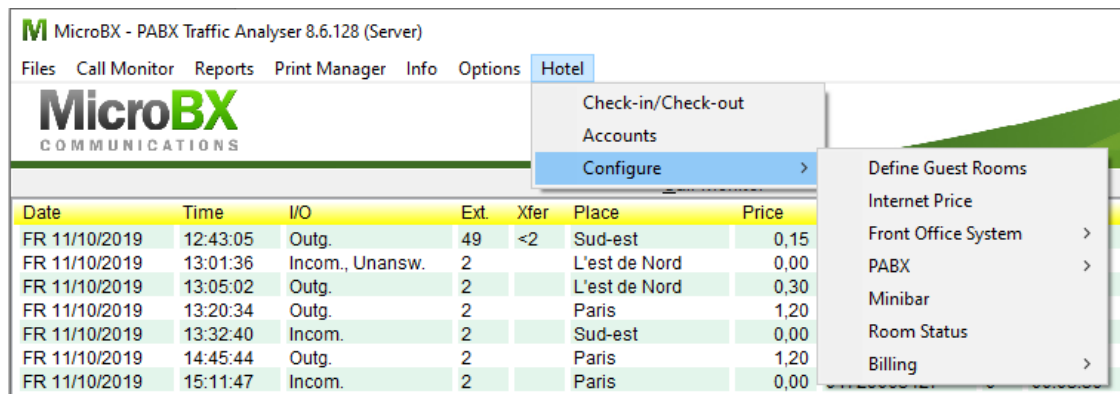 MicroBX - PABX Traffic Analyser 8.6.128 (Server)
Files Call Monitor Reports Print Manager Info Options Hotel
MicroBX
COMMUNICATIONS
Check-in/Check-out
Accounts
Configure >
Define Guest Rooms
Internet Price
Front Office System >
PABX >
Minibar
Room Status
Billing >
Date Time I/O Ext. Xfer Place Price
FR 11/10/2019 12:43:05 Outg. 49 <2 Sud-est 0,15
FR 11/10/2019 13:01:36 Incom., Unansw. 2 L'est de Nord 0,00
FR 11/10/2019 13:05:02 Outg. 2 L'est de Nord 0,30
FR 11/10/2019 13:20:34 Outg. 2 Paris 1,20
FR 11/10/2019 13:32:40 Incom. 2 Sud-est 0,00
FR 11/10/2019 14:45:44 Outg. 2 Paris 1,20
FR 11/10/2019 15:11:47 Incom. 2 Paris 0,00